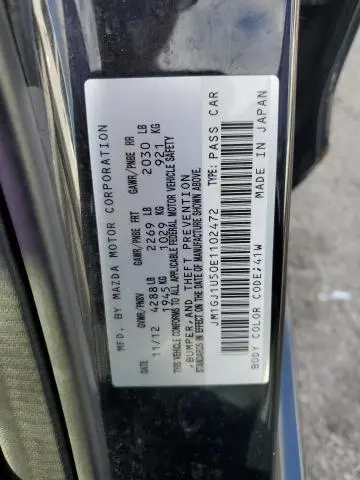 MFD. BY MAZDA MOTOR CORPORATION
DATE GVWR/PNBV GAWR/PNBE FRT GAWR/PNBE RR
11/12 4288LB 2269 LB 2030 LB
1945KG 1029 KG 921 KG
THIS VEHICLE CONFORMS TO ALL APPLICABLE FEDERAL MOTOR VEHICLE SAFETY
,BUMPER,AND THEFT PREVENTION
STANDARDS IN EFFECT ON THE DATE OF MANUFACTURE SHOWN ABOVE.
JM1GJ1U50E1102472 TYPE: PASS CAR
BODY COLOR CODE:41W MADE IN JAPAN